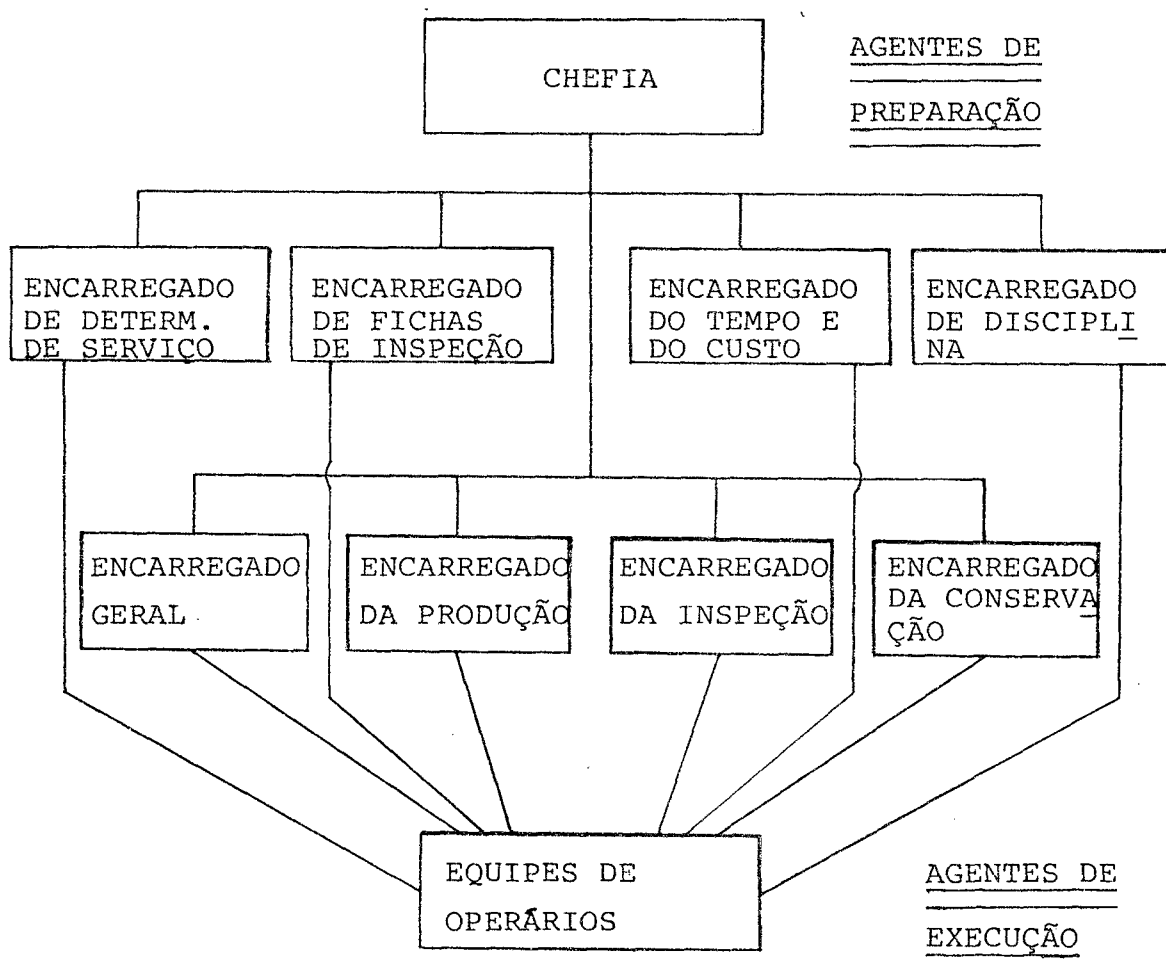 CHEFIA
AGENTES DE
PREPARAÇÃO
ENCARREGADO
DE DETERM.
DE SERVIÇO
ENCARREGADO
DE FICHAS
DE INSPEÇÃO
ENCARREGADO
DO TEMPO E
DO CUSTO
ENCARREGADO
DE DISCIPLI
NA
ENCARREGADO
GERAL
ENCARREGADO
DA PRODUÇÃO
ENCARREGADO
DA INSPEÇÃO
ENCARREGADO
DA CONSERVA
ÇÃO
EQUIPES DE
OPERÁRIOS
AGENTES DE
EXECUÇÃO